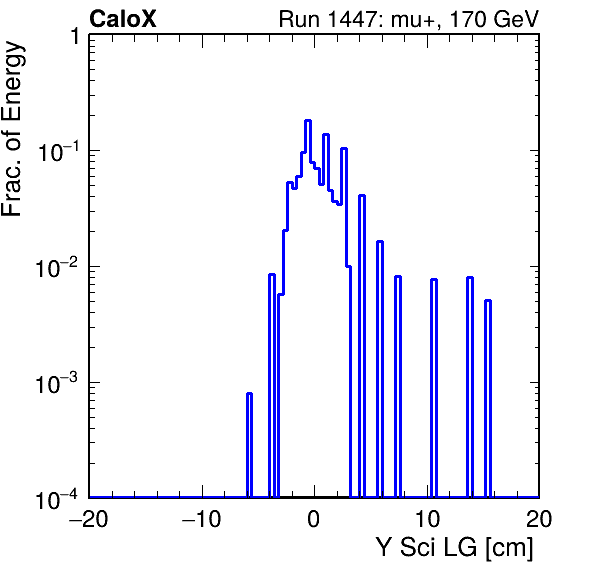 CaloX Run 1447: mu+, 170 GeV
Frac. of Energy
1
10⁻¹
10⁻²
10⁻³
10⁻⁴
−20 −10 0 10 20
Y Sci LG [cm]